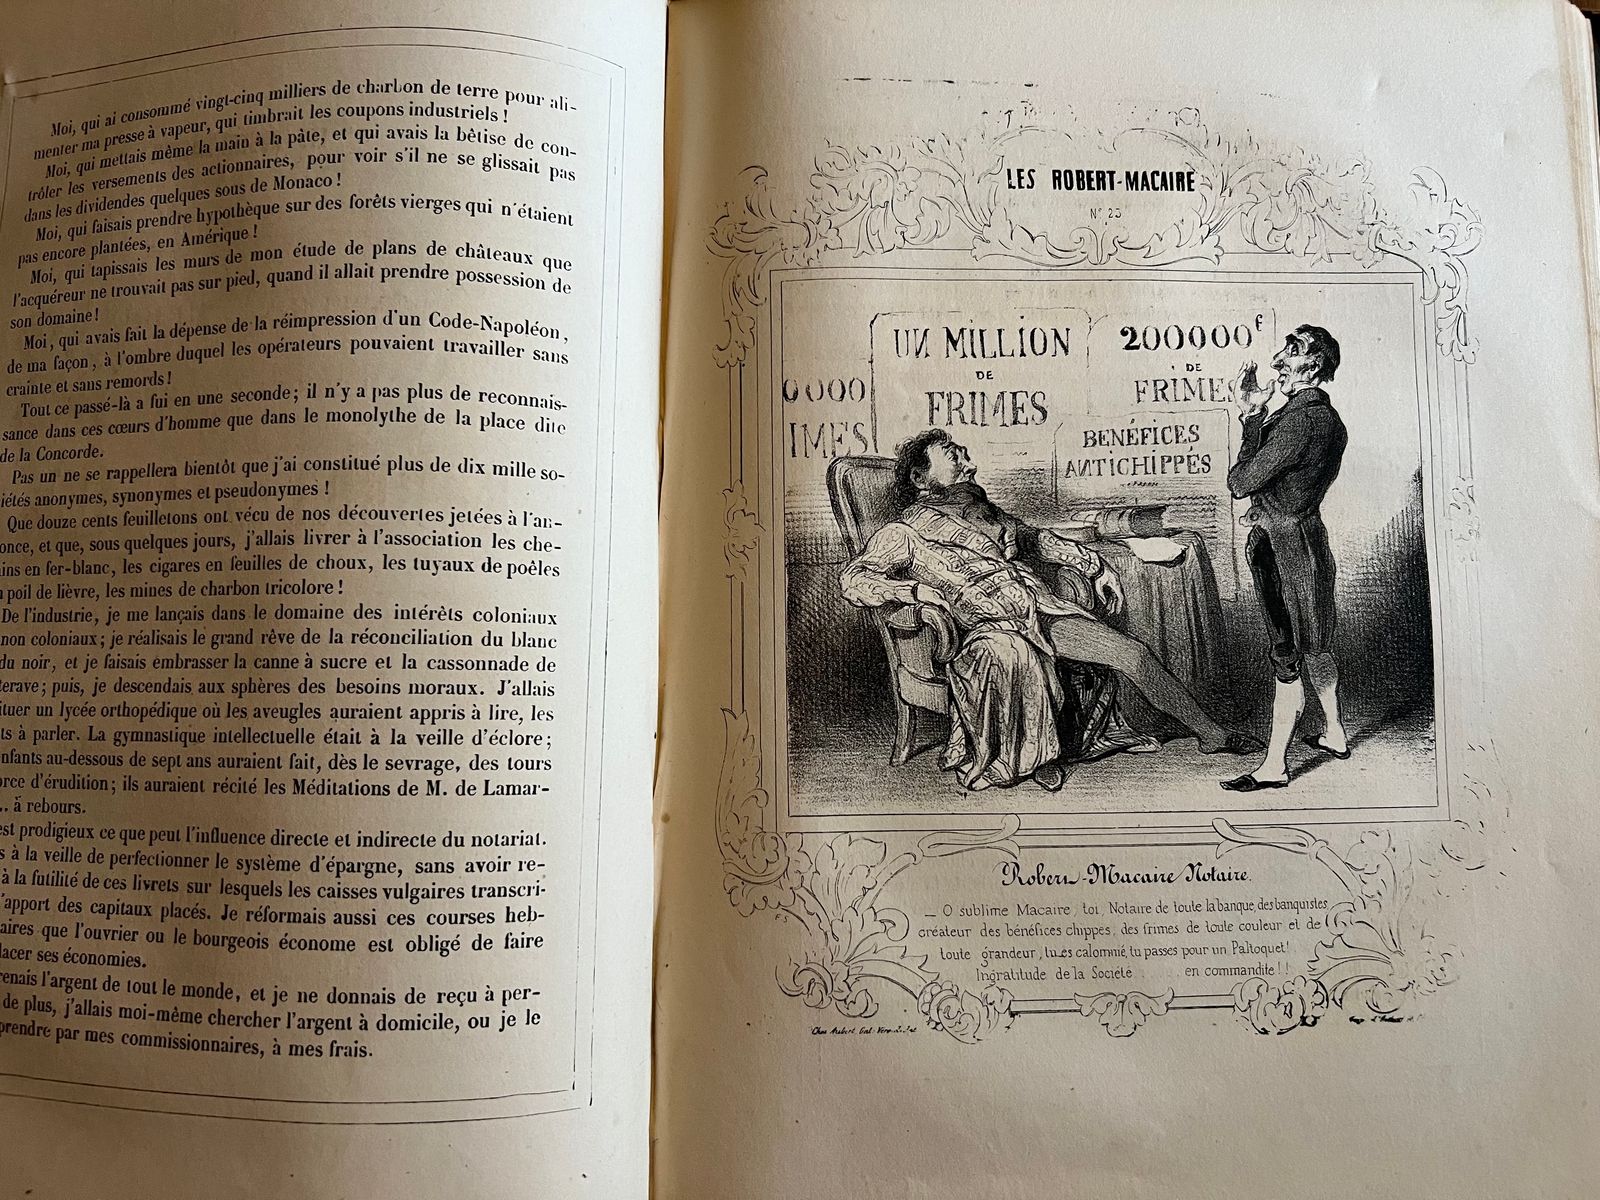 Moi, qui ai consommé vingt-cinq milliers de charbon de terre pour ali-
menter ma presse à vapeur, qui timbrait les coupons industriels !
Moi, qui mettais même la main à la pâte, et qui avais la bêtise de con-
trôler les versements des actionnaires, pour voir s'il ne se glissait pas
dans les dividendes quelques sous de Monaco !
Moi, qui faisais prendre hypothèque sur des forêts vierges qui n'étaient
pas encore plantées, en Amérique !
Moi, qui tapissais les murs de mon étude de plans de châteaux que
l'acquéreur ne trouvait pas sur pied, quand il allait prendre possession de
son domaine !
Moi, qui avais fait la dépense de la réimpression d'un Code-Napoléon,
de ma façon, à l'ombre duquel les opérateurs pouvaient travailler sans
crainte et sans remords !
Tout ce passé-là a fui en une seconde; il n'y a pas plus de reconnais-
sance dans ces cœurs d'homme que dans le monolythe de la place dite
de la Concorde.
Pas un ne se rappellera bientôt que j'ai constitué plus de dix mille so-
iétés anonymes, synonymes et pseudonymes !
Que douze cents feuilletons ont vécu de nos découvertes jetées à l'an-
once, et que, sous quelques jours, j'allais livrer à l'association les che-
ins en fer-blanc, les cigares en feuilles de choux, les tuyaux de poêles
poil de lièvre, les mines de charbon tricolore !
De l'industrie, je me lançais dans le domaine des intérêts coloniaux
non coloniaux; je réalisais le grand rêve de la réconciliation du blanc
du noir, et je faisais embrasser la canne à sucre et la cassonnade de
terave; puis, je descendais aux sphères des besoins moraux. J'allais
ituer un lycée orthopédique où les aveugles auraient appris à lire, les
ts à parler. La gymnastique intellectuelle était à la veille d'éclore;
nfants au-dessous de sept ans auraient fait, dès le sevrage, des tours
orce d'érudition; ils auraient récité les Méditations de M. de Lamar-
.. à rebours.
est prodigieux ce que peut l'influence directe et indirecte du notariat.
s à la veille de perfectionner le système d'épargne, sans avoir re-
à la futilité de ces livrets sur lesquels les caisses vulgaires transcri-
'apport des capitaux placés. Je réformais aussi ces courses heb-
aires que l'ouvrier ou le bourgeois économe est obligé de faire
lacer ses économies.
renais l'argent de tout le monde, et je ne donnais de reçu à per-
de plus, j'allais moi-même chercher l'argent à domicile, ou je le
prendre par mes commissionnaires, à mes frais.
LES ROBERT-MACAIRE
N° 23
UN MILLION
DE
FRIMES
200000f
DE
FRIMES
0000
IMES
BENÉFICES
ANTICHIPPÉS
Robert-Macaire Notaire.
_ O sublime Macaire, toi, Notaire de toute la banque, des banquistes,
créateur des bénéfices chippés, des frimes de toute couleur et de
toute grandeur, tu es calomnié, tu passes pour un Paltoquet!
Ingratitude de la Société ..... en commandite!!
Chez Aubert Gal. Véro-Dodat